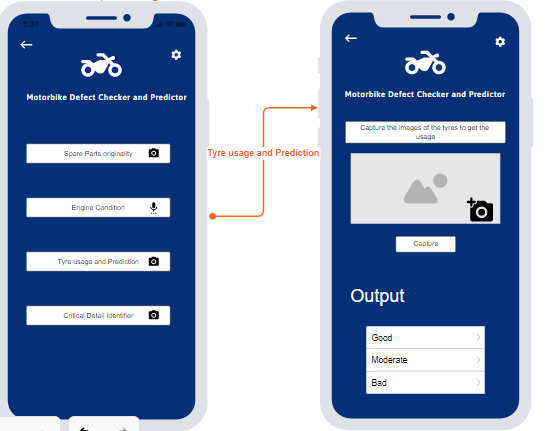 9:23
Motorbike Defect Checker and Predictor
Spare Parts originality
Engine Condition
Tyre usage and Prediction
Critical Detail Identifier
Tyre usage and Prediction
Motorbike Defect Checker and Predictor
Capture the images of the tyres to get the
usage
Capture
Output
Good
Moderate
Bad